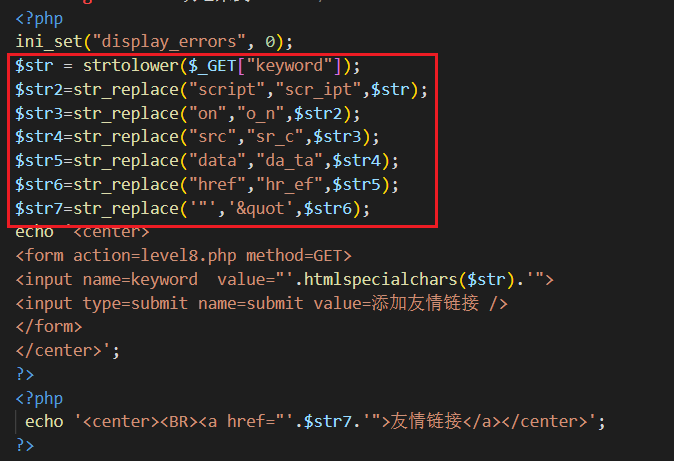 <?php
ini_set("display_errors", 0);
$str = strtolower($_GET["keyword"]);
$str2=str_replace("script","scr_ipt",$str);
$str3=str_replace("on","o_n",$str2);
$str4=str_replace("src","sr_c",$str3);
$str5=str_replace("data","da_ta",$str4);
$str6=str_replace("href","hr_ef",$str5);
$str7=str_replace('"','&quot',$str6);
echo '<center>
<form action=level8.php method=GET>
<input name=keyword  value="'.htmlspecialchars($str).'">
<input type=submit name=submit value=添加友情链接 />
</form>
</center>';
?>
<?php
 echo '<center><BR><a href="'.$str7.'">友情链接</a></center>';
?>